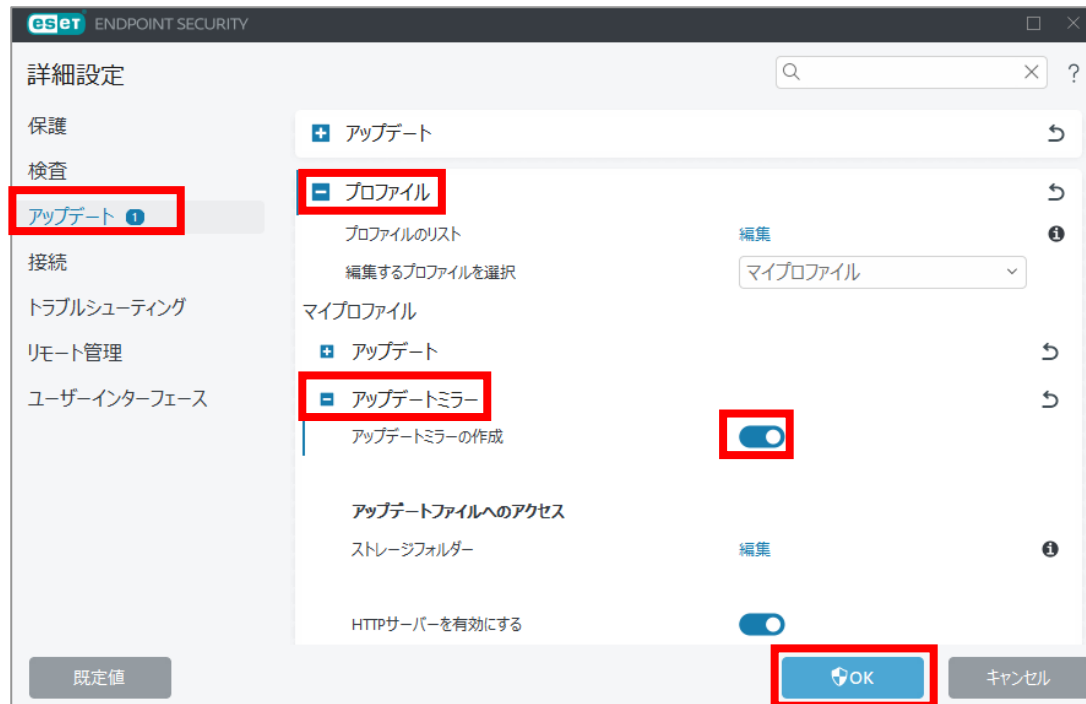 eset ENDPOINT SECURITY
詳細設定
?
保護
検査
アップデート 1
接続
トラブルシューティング
リモート管理
ユーザーインターフェース
アップデート
プロファイル
プロファイルのリスト 編集
編集するプロファイルを選択 マイプロファイル
マイプロファイル
アップデート
アップデートミラー
アップデートミラーの作成
アップデートファイルへのアクセス
ストレージフォルダー 編集
HTTPサーバーを有効にする
既定値 OK キャンセル